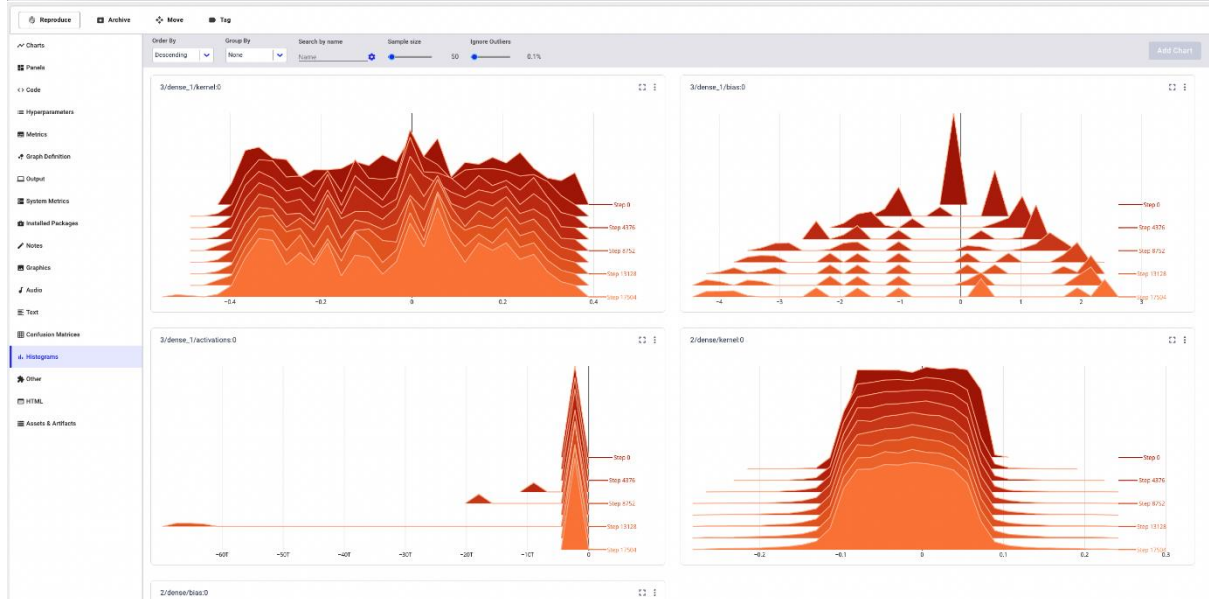 Reproduce Archive Move Tag
Charts
Panels
Code
Hyperparameters
Metrics
Graph Definition
Output
System Metrics
Installed Packages
Notes
Graphics
Audio
Text
Confusion Matrices
Histograms
Other
HTML
Assets & Artifacts
Order By Group By Search by name Sample size Ignore Outliers
Descending None Name 50 0.1%
Add Chart
3/dense_1/kernel:0
Step 0
Step 4376
Step 8752
Step 13128
Step 17504
−0.4 −0.2 0 0.2 0.4
3/dense_1/bias:0
Step 0
Step 4376
Step 8752
Step 13128
Step 17504
−4 −3 −2 −1 0 1 2 3
3/dense_1/activations:0
Step 0
Step 4376
Step 8752
Step 13128
Step 17504
−60T −50T −40T −30T −20T −10T 0
2/dense/kernel:0
Step 0
Step 4376
Step 8752
Step 13128
Step 17504
−0.2 −0.1 0 0.1 0.2 0.3
2/dense/bias:0